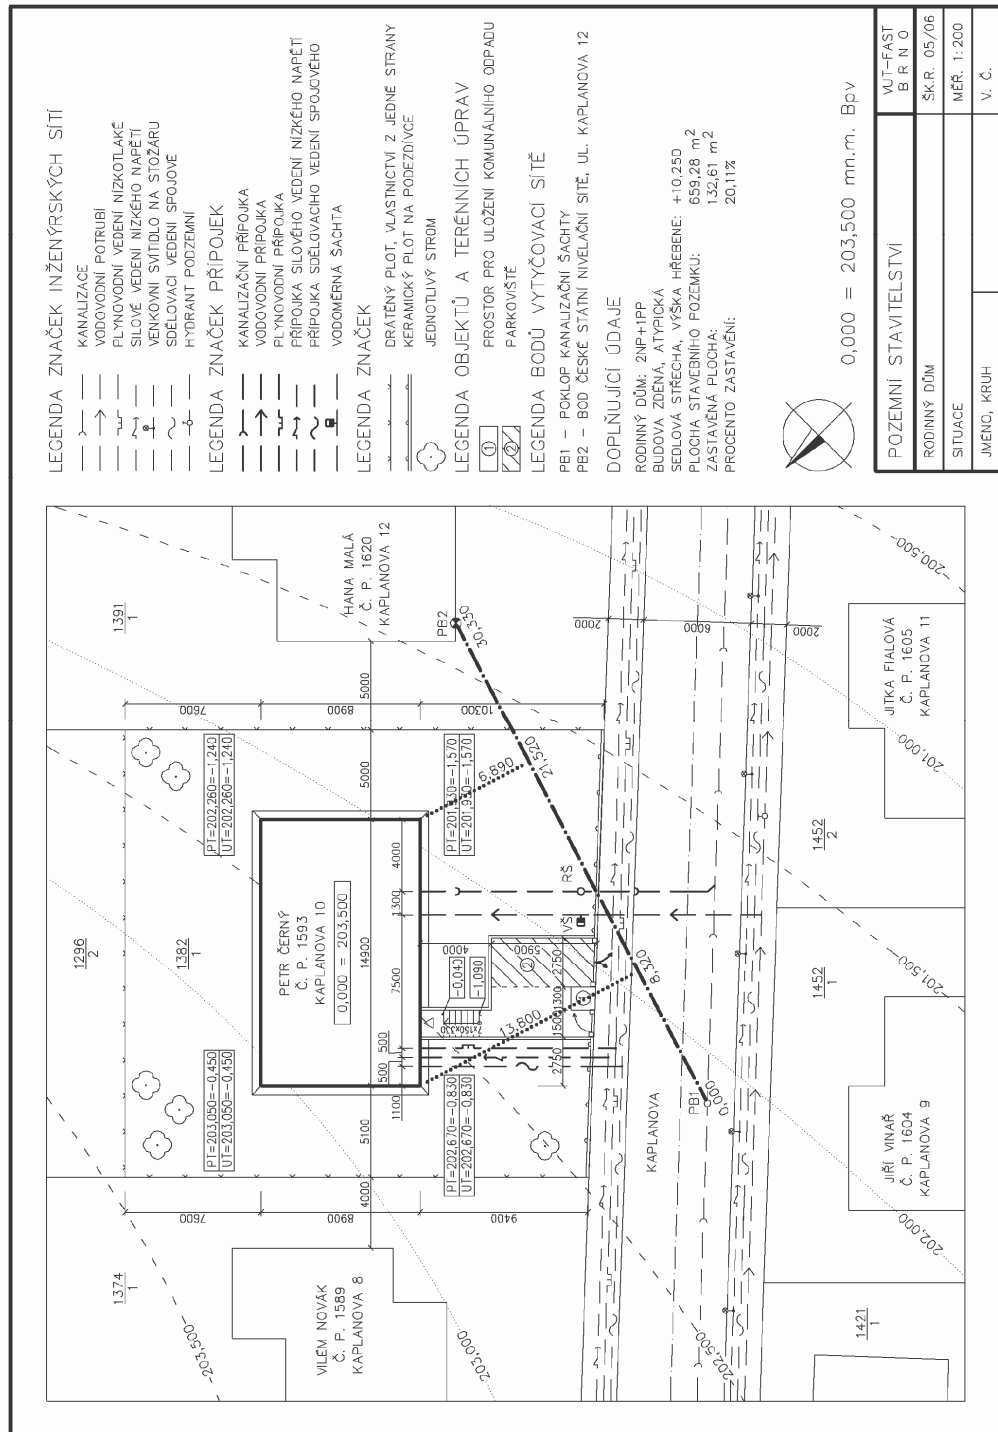 LEGENDA ZNAČEK INŽENÝRSKÝCH SÍTÍ
KANALIZACE
VODOVODNÍ POTRUBÍ
PLYNOVODNÍ VEDENÍ NÍZKOTLAKÉ
SILOVÉ VEDENÍ NÍZKÉHO NAPĚTÍ
VENKOVNÍ SVÍTIDLO NA STOŽÁRU
SDĚLOVACÍ VEDENÍ SPOJOVÉ
HYDRANT PODZEMNÍ
LEGENDA ZNAČEK PŘÍPOJEK
KANALIZAČNÍ PŘÍPOJKA
VODOVODNÍ PŘÍPOJKA
PLYNOVODNÍ PŘÍPOJKA
PŘÍPOJKA SILOVÉHO VEDENÍ NÍZKÉHO NAPĚTÍ
PŘÍPOJKA SDĚLOVACÍHO VEDENÍ SPOJOVÉHO
VODOMĚRNÁ ŠACHTA
LEGENDA ZNAČEK
DRÁTĚNÝ PLOT, VLASTNICTVÍ Z JEDNÉ STRANY
KERAMICKÝ PLOT NA PODEZDÍVCE
JEDNOTLIVÝ STROM
LEGENDA OBJEKTŮ A TERÉNNÍCH ÚPRAV
1 PROSTOR PRO ULOŽENÍ KOMUNÁLNÍHO ODPADU
2 PARKOVIŠTĚ
LEGENDA BODŮ VYTYČOVACÍ SÍTĚ
PB1 – POKLOP KANALIZAČNÍ ŠACHTY
PB2 – BOD ČESKÉ STÁTNÍ NIVELAČNÍ SÍTĚ, UL. KAPLANOVA 12
DOPLŇUJÍCÍ ÚDAJE
RODINNÝ DŮM: 2NP+1PP
BUDOVA ZDĚNÁ, ATYPICKÁ
SEDLOVÁ STŘECHA, VÝŠKA HŘEBENE: +10,250
PLOCHA STAVEBNÍHO POZEMKU: 659,28 m2
ZASTAVĚNÁ PLOCHA: 132,61 m2
PROCENTO ZASTAVĚNÍ: 20,11%
0,000 = 203,500 mn.m. Bpv
POZEMNÍ STAVITELSTVÍ
VUT–FAST
B R N O
RODINNÝ DŮM
ŠK.R. 05/06
SITUACE
MĚŘ. 1:200
JMÉNO, KRUH
V. Č.
1374
1
1296
2
1382
1
1391
1
VILÉM NOVÁK
Č. P. 1589
KAPLANOVA 8
PETR ČERNÝ
Č. P. 1593
KAPLANOVA 10
0,000 = 203,500
HANA MALÁ
Č. P. 1620
KAPLANOVA 12
PT=203,050=-0,450
UT=203,050=-0,450
PT=202,260=-1,240
UT=202,260=-1,240
PT=202,670=-0,830
UT=202,670=-0,830
PT=201,930=-1,570
UT=201,930=-1,570
7600
8900
9400
7600
8900
10300
4000
5100
14900
5000
5000
1100
500
500
7500
1300
4000
4000
5900
2750
1500
1300
2750
-0,040
-1,090
7x150x330
13,800
6,890
21,520
8,320
30,350
0,000
PB1
PB2
VŠ
RŠ
2
KAPLANOVA
2000
6000
2000
203,500
203,000
202,500
202,000
201,500
201,000
200,500
1421
1
1452
1
1452
2
JIŘÍ VINAŘ
Č. P. 1604
KAPLANOVA 9
JITKA FIALOVÁ
Č. P. 1605
KAPLANOVA 11